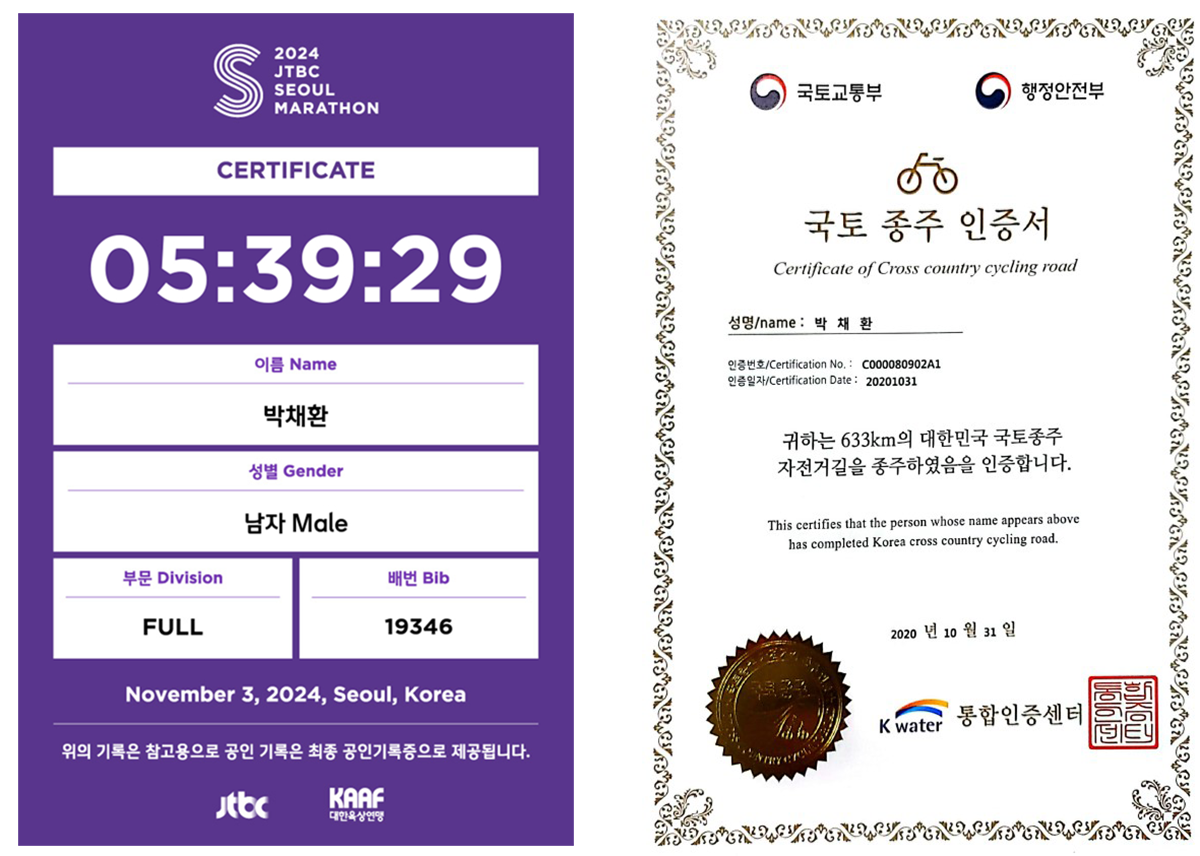 2024
JTBC
SEOUL
MARATHON
CERTIFICATE
05:39:29
이름 Name
박채환
성별 Gender
남자 Male
부문 Division
FULL
배번 Bib
19346
November 3, 2024, Seoul, Korea
위의 기록은 참고용으로 공인 기록은 최종 공인기록증으로 제공됩니다.
jtbc
KAAF
대한육상연맹
국토교통부
행정안전부
국토 종주 인증서
Certificate of Cross country cycling road
성명/name : 박 채 환
인증번호/Certification No. : C000080902A1
인증일자/Certification Date : 20201031
귀하는 633km의 대한민국 국토종주
자전거길을 종주하였음을 인증합니다.
This certifies that the person whose name appears above
has completed Korea cross country cycling road.
2020 년 10 월 31 일
K water 통합인증센터